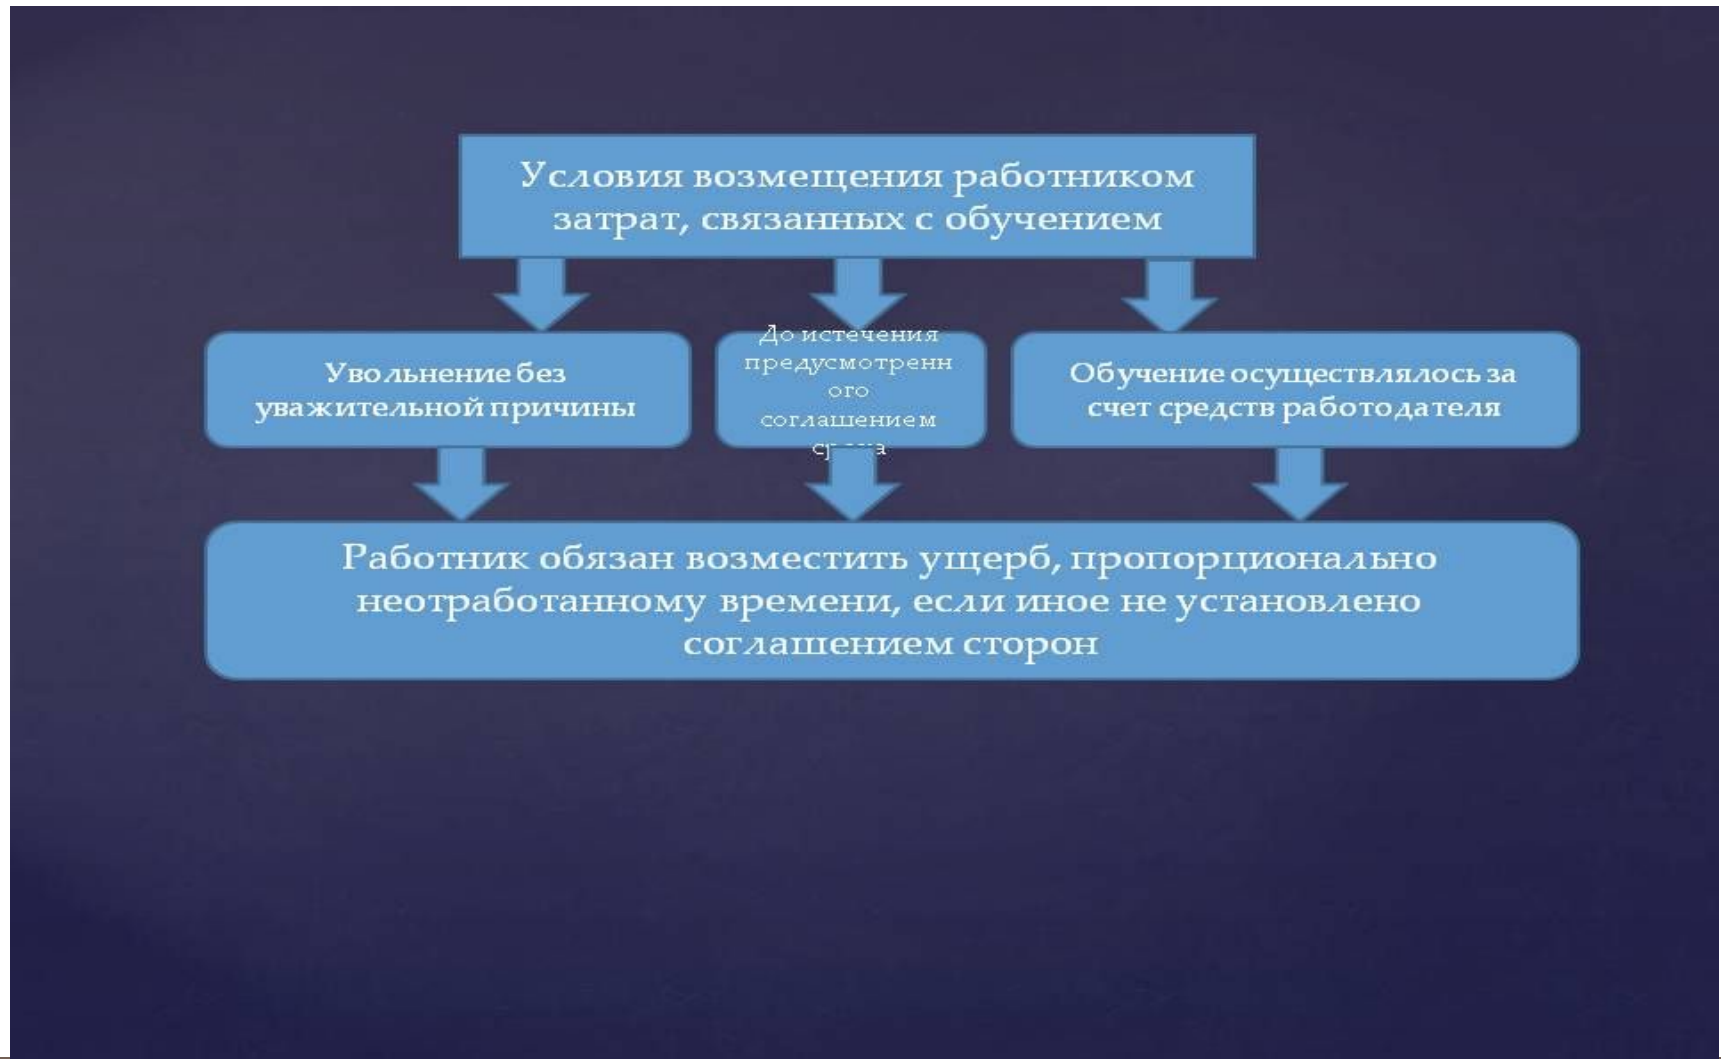 Условия возмещения работником
затрат, связанных с обучением
Увольнение без
уважительной причины
До истечения
предусмотренн
ого
соглашением
Обучение осуществлялось за
счет средств работодателя
Работник обязан возместить ущерб, пропорционально
неотработанному времени, если иное не установлено
соглашением сторон